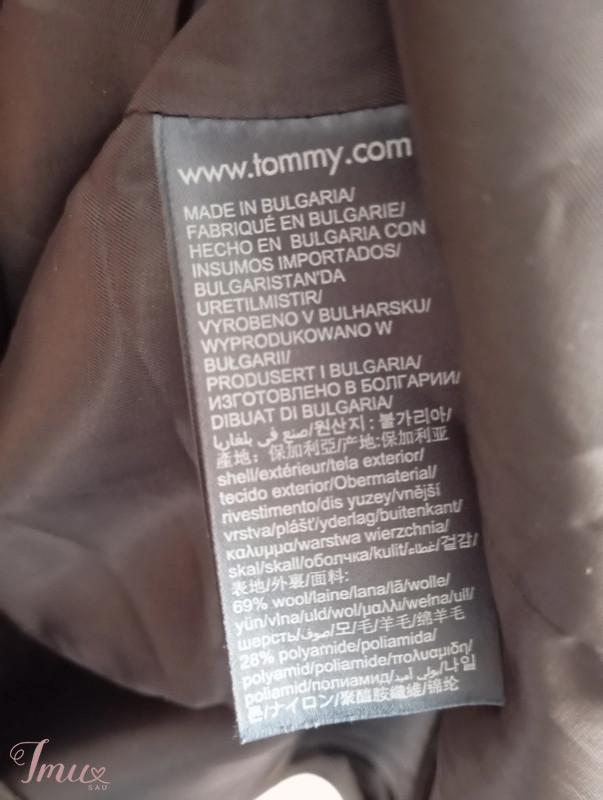 www.tommy.com
MADE IN BULGARIA/
FABRIQUÉ EN BULGARIE/
HECHO EN BULGARIA CON
INSUMOS IMPORTADOS/
BULGARISTAN'DA
URETILMISTIR/
VYROBENO V BULHARSKU/
WYPRODUKOWANO W
BUŁGARII/
PRODUSERT I BULGARIA/
ИЗГОТОВЛЕНО В БОЛГАРИИ/
DIBUAT DI BULGARIA/
صنع في بلغاريا/원산지 : 불가리아/
產地: 保加利亞/产地:保加利亚
shell/extérieur/tela exterior/
tecido exterior/Obermaterial/
rivestimento/dis yuzey/vnější
vrstva/plášť/yderlag/buitenkant/
καλυμμα/warstwa wierzchnia/
skal/skall/оболчка/kulit/غطاء/겉감/
表地/外裏/面料:
69% wool/laine/lana/lã/wolle/
yün/vlna/uld/wol/μαλλι/wełna/ull/
шерсть/صوف/모/毛/羊毛/绵羊毛
28% polyamide/poliamida/
polyamid/poliamide/πολυαμιδη/
poliamid/полиамид/بولي أميد/나일
론/ナイロン/聚醯胺纖維/锦纶
Imu
SAU